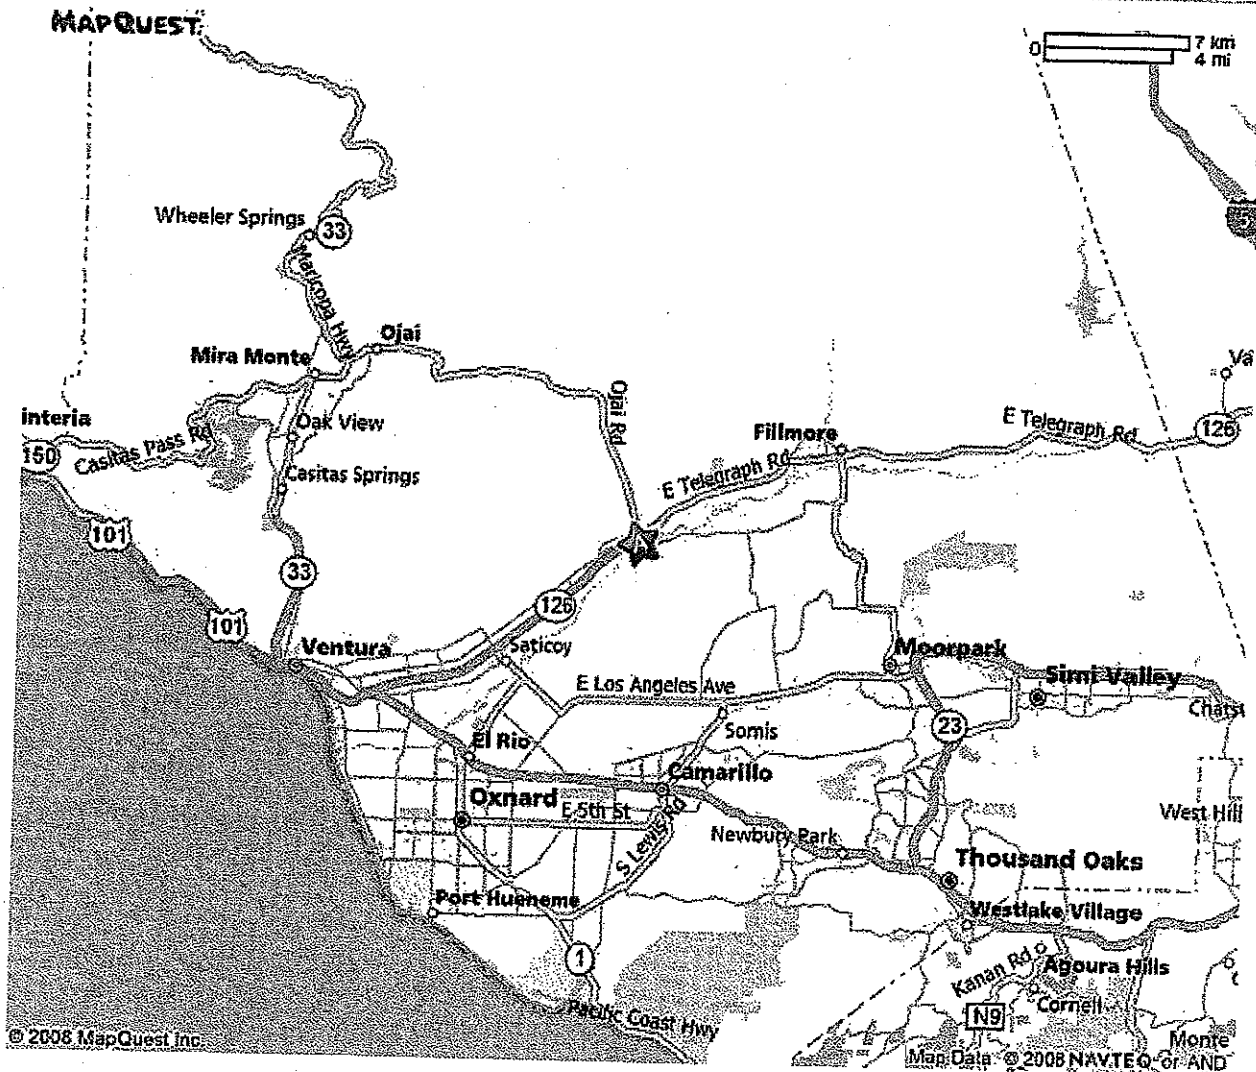 MAPQUEST
0
7 km
4 mi
5
Wheeler Springs
33
Maricopa Hwy
Ojai
Mira Monte
Ojai Rd
Vá
interia
Oak View
Fillmore
E Telegraph Rd
126
150
Casitas Pass Rd
Casitas Springs
E Telegraph Rd
101
33
126
101
Ventura
Saticoy
Moorpark
E Los Angeles Ave
Simi Valley
Chats
Somis
23
El Rio
Camarillo
Oxnard
E 5th St
West Hill
S Lewis Rd
Newbury Park
Thousand Oaks
Port Hueneme
Westlake Village
1
Kanan Rd
Agoura Hills
Cornell
Pacific Coast Hwy
N9
© 2008 MapQuest Inc.
Monte
Map Data © 2008 NAVTEQ or AND